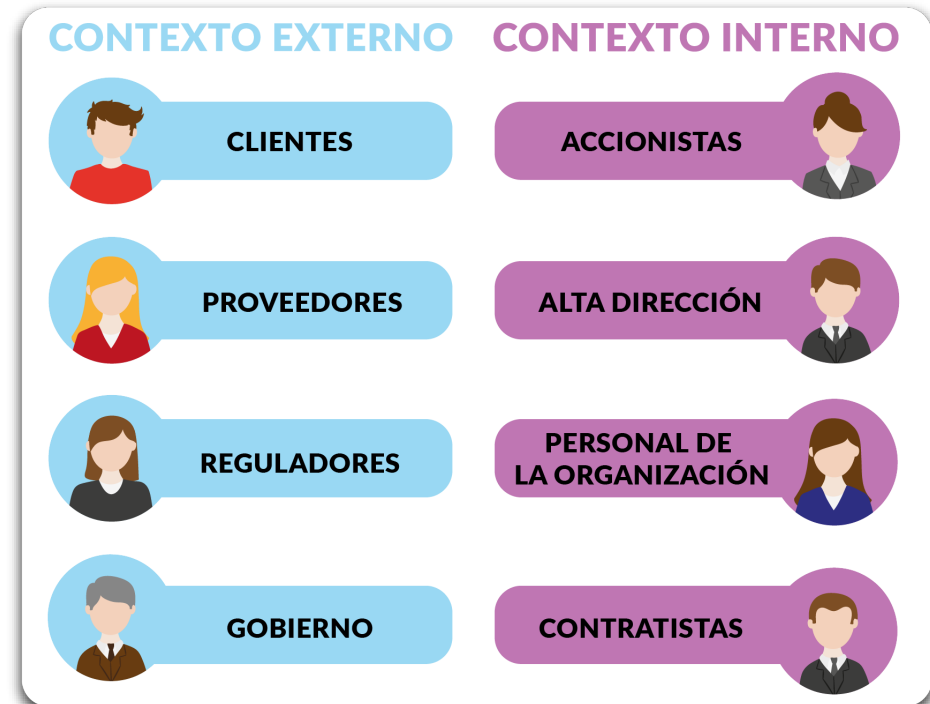 CONTEXTO EXTERNO
CLIENTES
PROVEEDORES
REGULADORES
GOBIERNO
CONTEXTO INTERNO
ACCIONISTAS
ALTA DIRECCIÓN
PERSONAL DE
LA ORGANIZACIÓN
CONTRATISTAS